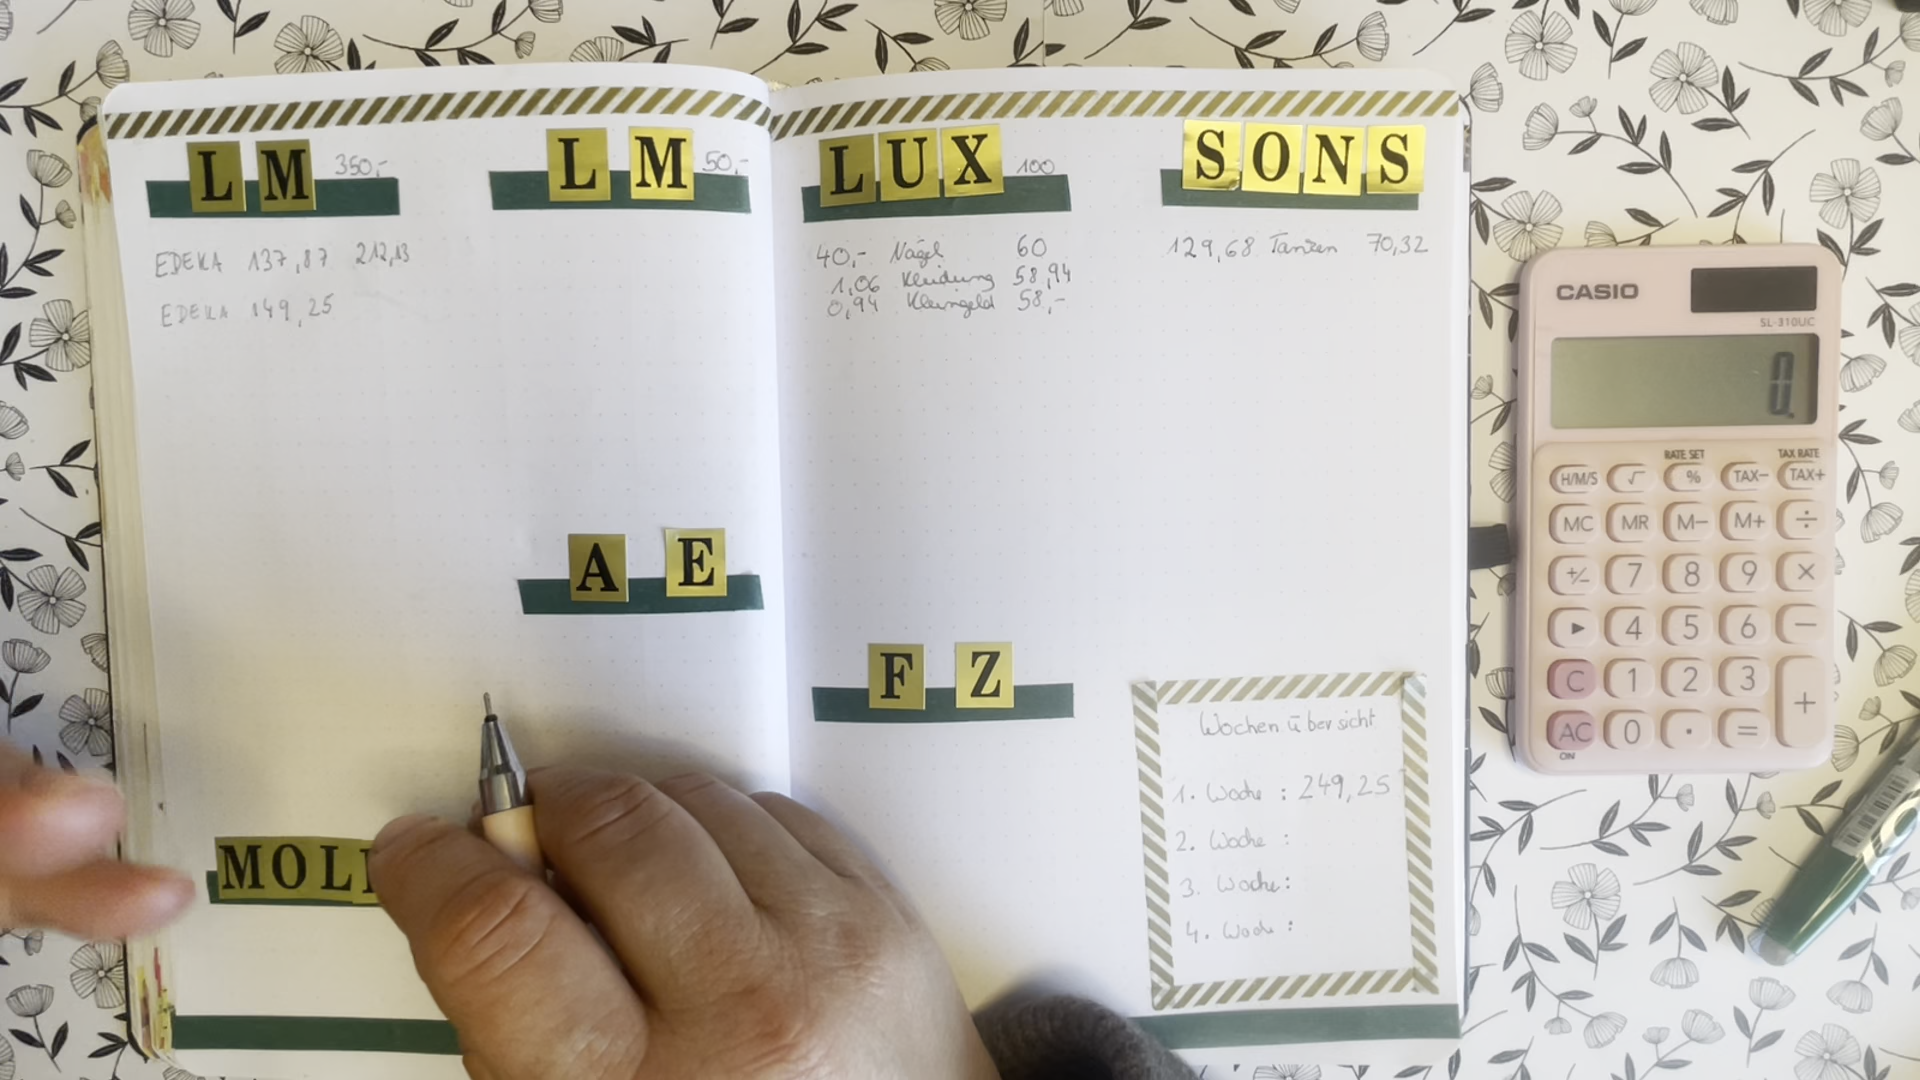 LM 350,-
EDEKA 137,87 212,13
EDEKA 149,25
LM 50,-
AE
LUX 100
40,- Nägel 60
1,06 Kleidung 58,94
0,94 Kleingeld 58,-
FZ
SONS
129,68 Tanzen 70,32
Wochenübersicht
1. Woche : 249,25
2. Woche :
3. Woche:
4. Woche :
CASIO
SL-310UC
0.
RATE SET TAX RATE
H/M/S √ % TAX- TAX+
MC MR M- M+ ÷
+/- 7 8 9 ×
▶ 4 5 6 −
C 1 2 3 +
AC 0 · =
ON